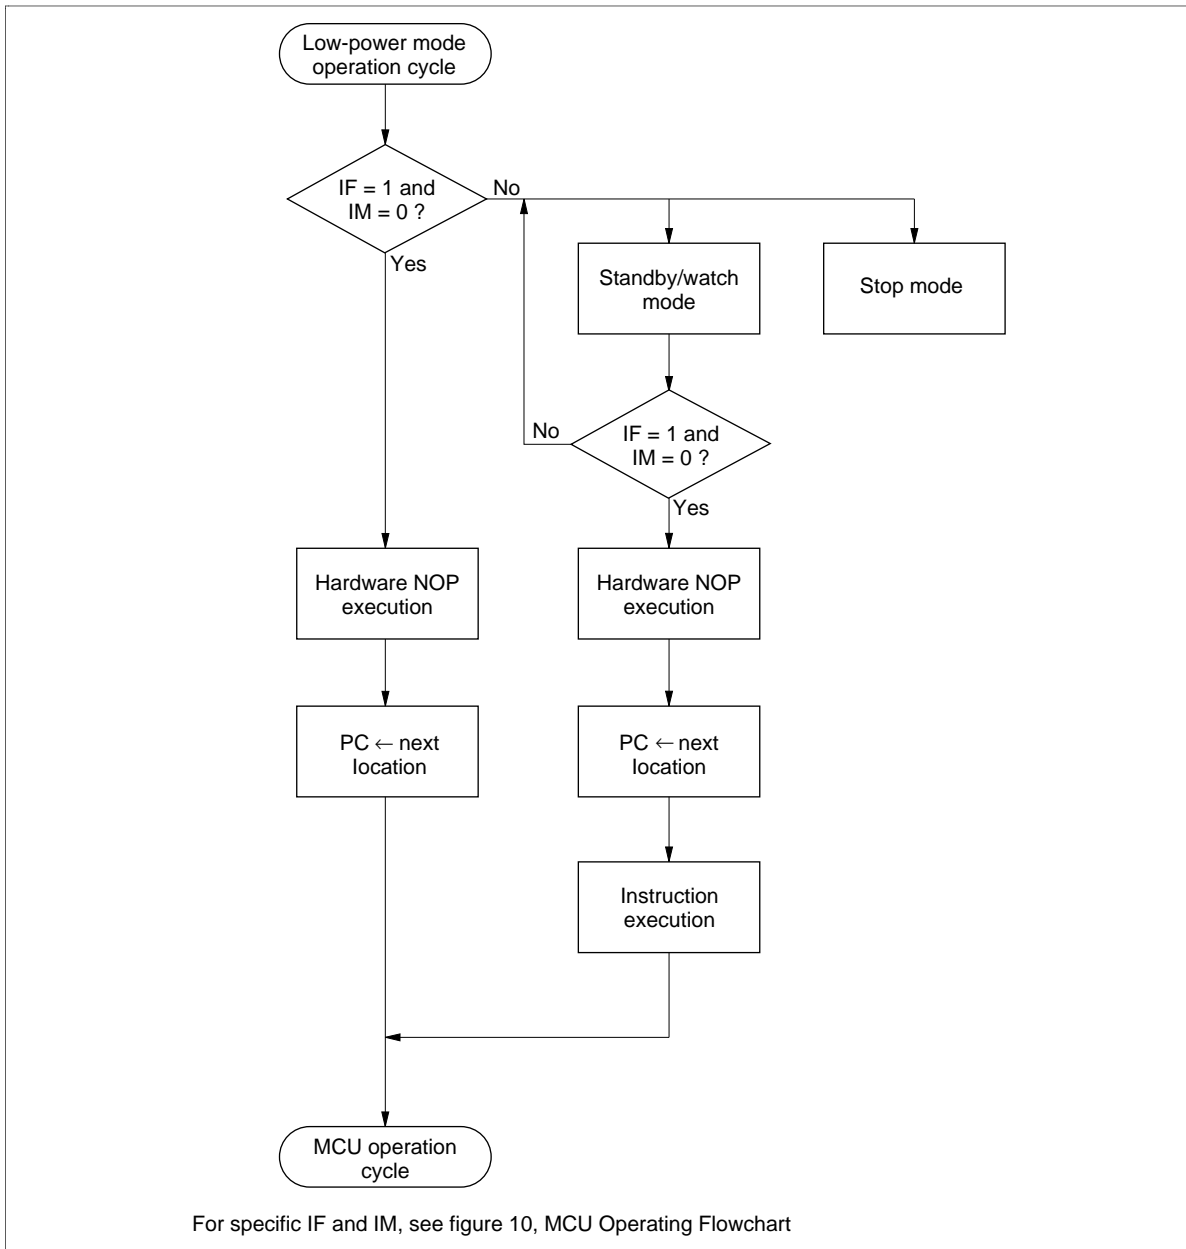 Low-power mode
operation cycle
IF = 1 and
IM = 0 ?
No
Yes
Standby/watch
mode
Stop mode
IF = 1 and
IM = 0 ?
No
Yes
Hardware NOP
execution
Hardware NOP
execution
PC ← next
location
PC ← next
location
Instruction
execution
MCU operation
cycle
For specific IF and IM, see figure 10, MCU Operating Flowchart